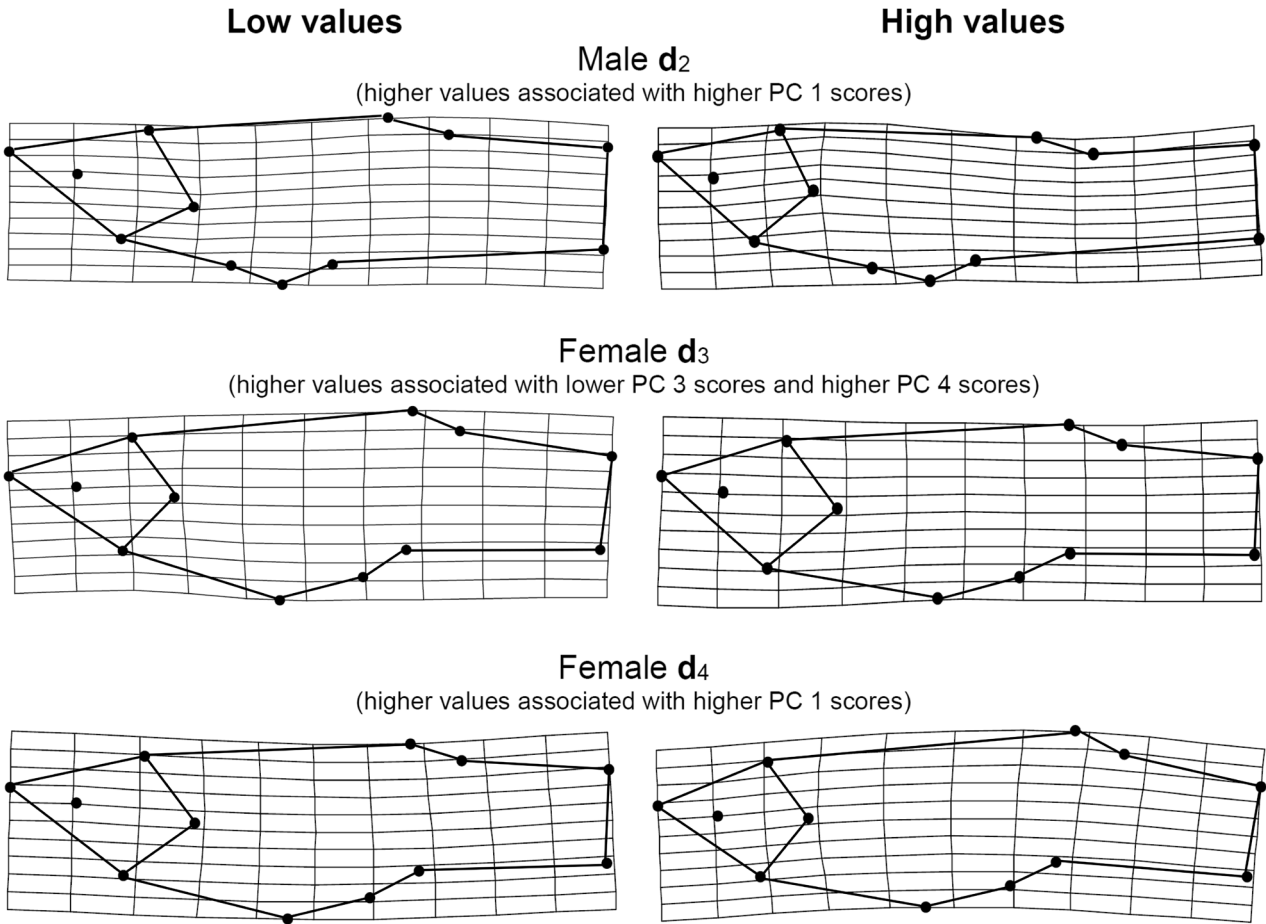 Low values
High values
Male d2
(higher values associated with higher PC 1 scores)
Female d3
(higher values associated with lower PC 3 scores and higher PC 4 scores)
Female d4
(higher values associated with higher PC 1 scores)